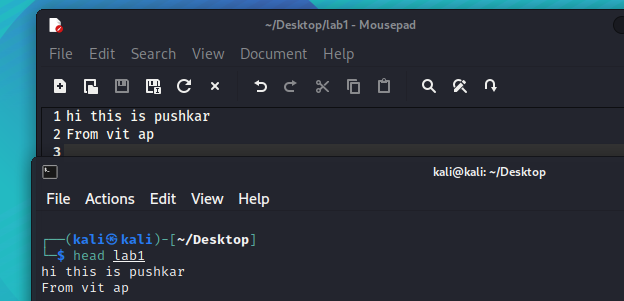 ~/Desktop/lab1 - Mousepad
File Edit Search View Document Help
1 hi this is pushkar
2 From vit ap
3
kali@kali: ~/Desktop
File Actions Edit View Help
┌──(kali㉿kali)-[~/Desktop]
└─$ head lab1
hi this is pushkar
From vit ap